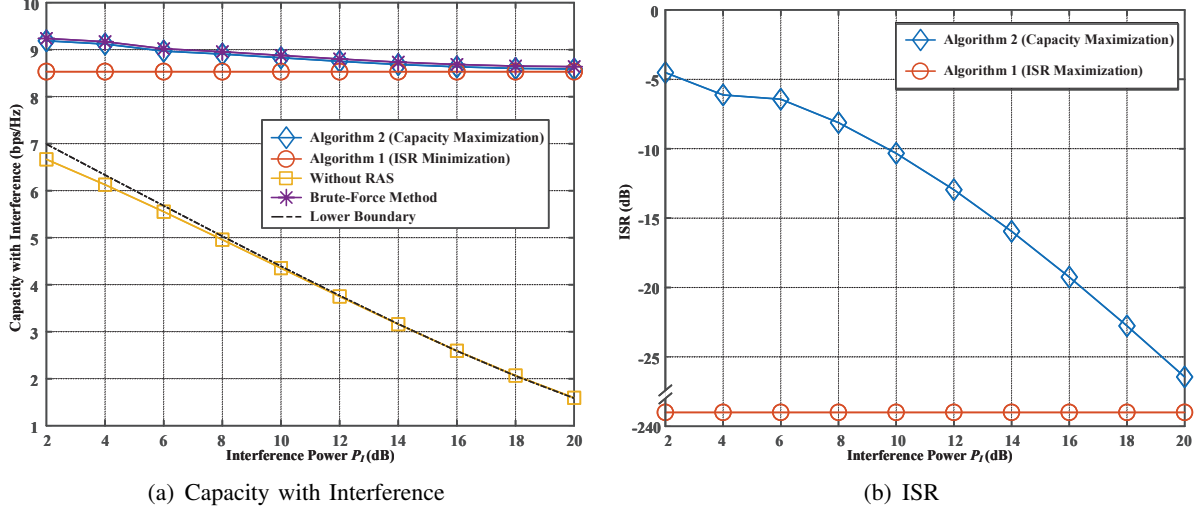 10
9
8
7
6
5
4
3
2
1
Capacity with Interference (bps/Hz)
Algorithm 2 (Capacity Maximization)
Algorithm 1 (ISR Minimization)
Without RAS
Brute-Force Method
Lower Boundary
2 4 6 8 10 12 14 16 18 20
Interference Power P_I (dB)
(a) Capacity with Interference
0
-5
-10
-15
-20
-25
-240
ISR (dB)
Algorithm 2 (Capacity Maximization)
Algorithm 1 (ISR Maximization)
2 4 6 8 10 12 14 16 18 20
Interference Power P_I (dB)
(b) ISR